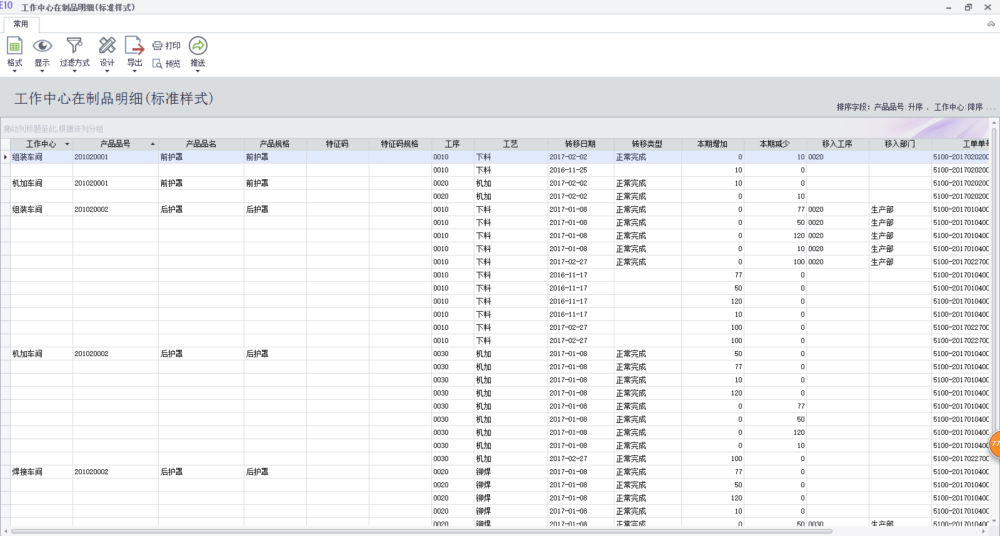 E10 工作中心在制品明细(标准样式)
常用
格式 显示 过滤方式 设计 导出 打印 预览 推送
工作中心在制品明细(标准样式)
排序字段：产品品号:升序 ，工作中心:降序 ...
拖动列标题至此,根据该列分组
工作中心 产品品号 产品品名 产品规格 特征码 特征码规格 工序 工艺 转移日期 转移类型 本期增加 本期减少 移入工序 移入部门 工单单号
组装车间 201020001 前护罩 前护罩 0010 下料 2017-02-02 正常完成 0 10 0020 5100-2017020200
0010 下料 2016-11-25 10 0 5100-2017020200
机加车间 201020001 前护罩 前护罩 0020 机加 2017-02-02 正常完成 10 0 5100-2017020200
0020 机加 2017-02-02 正常完成 0 10 5100-2017020200
组装车间 201020002 后护罩 后护罩 0010 下料 2017-01-08 正常完成 0 77 0020 生产部 5100-2017010400
0010 下料 2017-01-08 正常完成 0 50 0020 生产部 5100-2017010400
0010 下料 2017-01-08 正常完成 0 120 0020 生产部 5100-2017010400
0010 下料 2017-01-08 正常完成 0 10 0020 生产部 5100-2017010400
0010 下料 2017-02-27 正常完成 0 100 0020 生产部 5100-2017022700
0010 下料 2016-11-17 77 0 5100-2017010400
0010 下料 2016-11-17 50 0 5100-2017010400
0010 下料 2016-11-17 120 0 5100-2017010400
0010 下料 2016-11-17 10 0 5100-2017010400
0010 下料 2017-02-27 100 0 5100-2017022700
0010 下料 2017-02-27 100 0 5100-2017022700
机加车间 201020002 后护罩 后护罩 0030 机加 2017-01-08 正常完成 50 0 5100-2017010400
0030 机加 2017-01-08 正常完成 77 0 5100-2017010400
0030 机加 2017-01-08 正常完成 10 0 5100-2017010400
0030 机加 2017-01-08 正常完成 120 0 5100-2017010400
0030 机加 2017-01-08 正常完成 0 77 5100-2017010400
0030 机加 2017-01-08 正常完成 0 50 5100-2017010400
0030 机加 2017-01-08 正常完成 0 120 5100-2017010400
0030 机加 2017-01-08 正常完成 0 10 5100-2017010400
0030 机加 2017-02-27 正常完成 100 0 5100-2017022700
焊接车间 201020002 后护罩 后护罩 0020 铆焊 2017-01-08 正常完成 77 0 5100-2017010400
0020 铆焊 2017-01-08 正常完成 50 0 5100-2017010400
0020 铆焊 2017-01-08 正常完成 120 0 5100-2017010400
0020 铆焊 2017-01-08 正常完成 10 0 5100-2017010400
0020 铆焊 2017-01-08 正常完成 0 50 0030 生产部 5100-2017010400
77